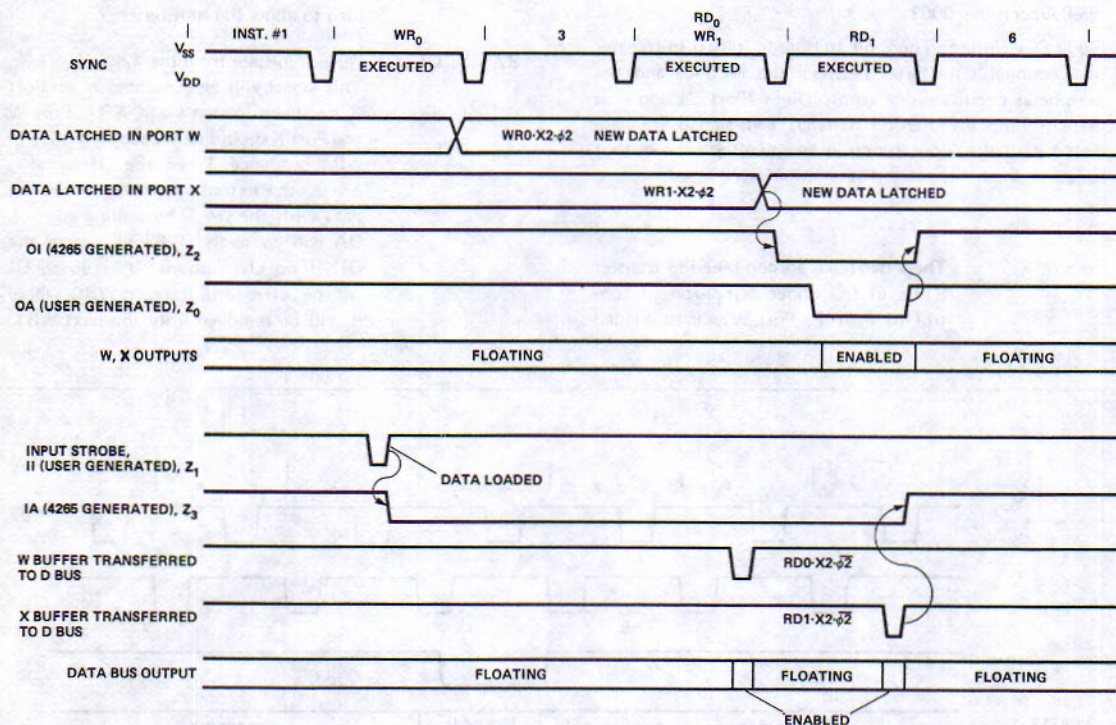 RD0
INST. #1 WR0 3 WR1 RD1 6
VSS
SYNC EXECUTED EXECUTED EXECUTED
VDD
DATA LATCHED IN PORT W WR0-X2-φ2 NEW DATA LATCHED
DATA LATCHED IN PORT X WR1-X2-φ2 NEW DATA LATCHED
OI (4265 GENERATED), Z2
OA (USER GENERATED), Z0
W, X OUTPUTS FLOATING ENABLED FLOATING
INPUT STROBE,
II (USER GENERATED), Z1
DATA LOADED
IA (4265 GENERATED), Z3
W BUFFER TRANSFERRED
TO D BUS
RD0-X2-φ2
X BUFFER TRANSFERRED
TO D BUS
RD1-X2-φ2
DATA BUS OUTPUT FLOATING FLOATING FLOATING
ENABLED